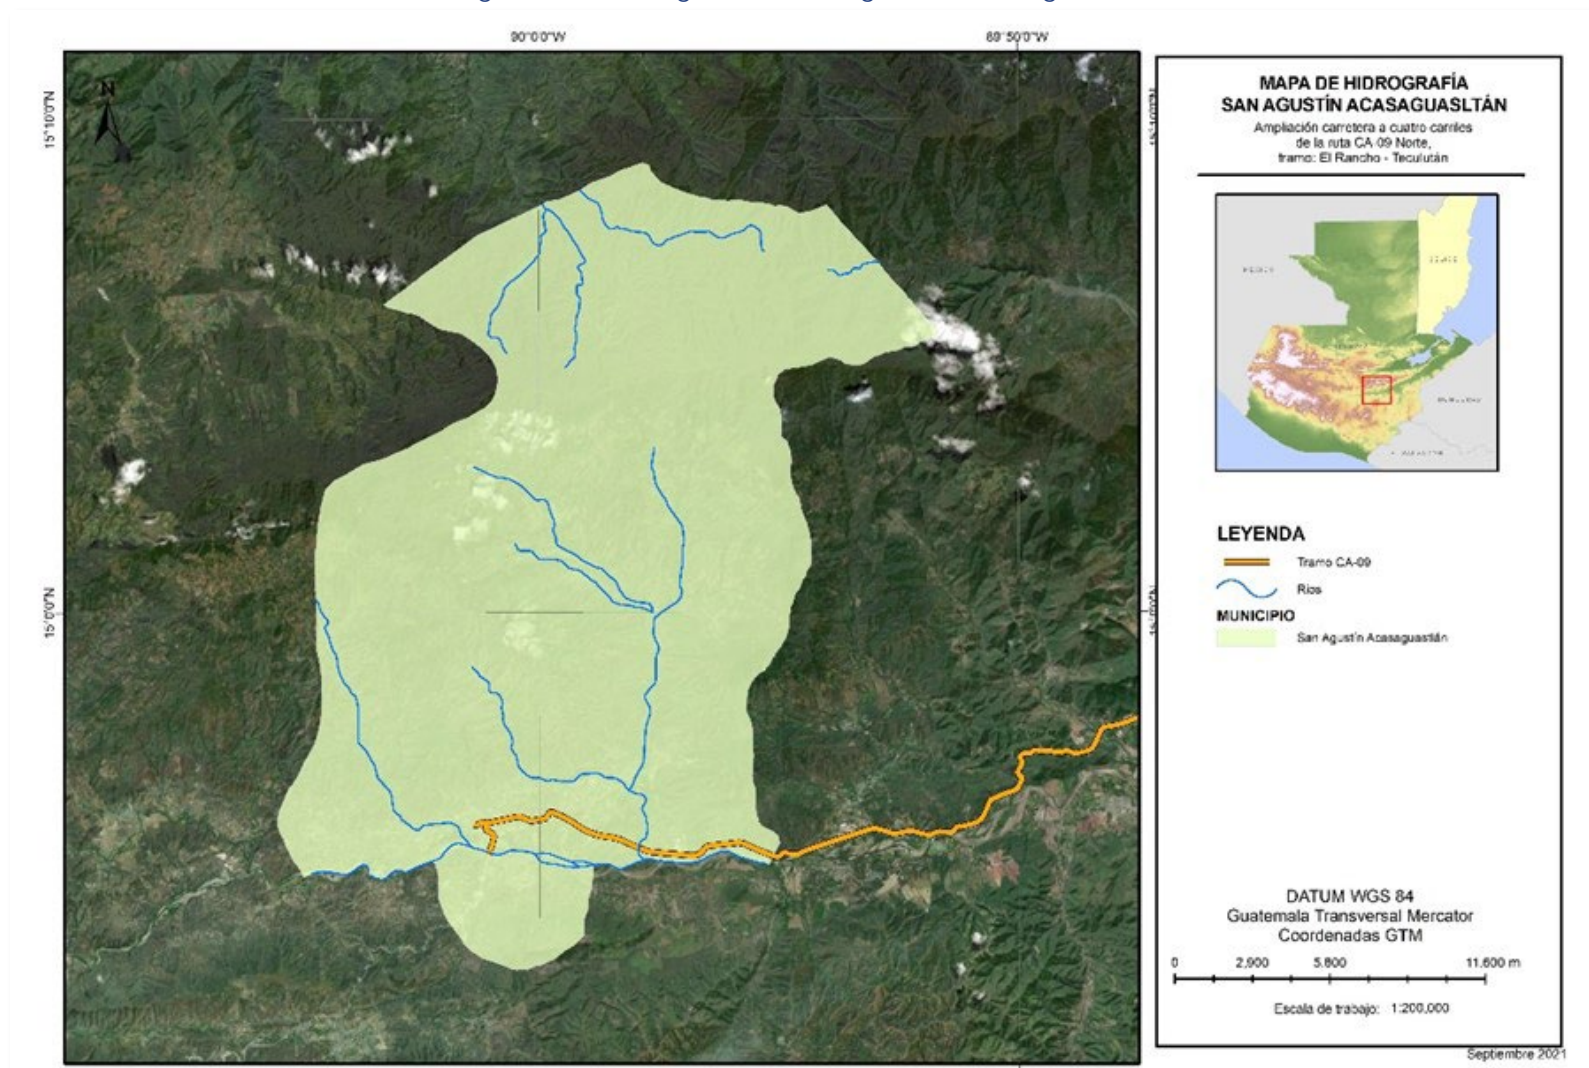 90°0'0"W
89°50'0"W
N
15°10'0"N
15°0'0"N
MAPA DE HIDROGRAFÍA
SAN AGUSTÍN ACASAGUASLTÁN
Ampliación carretera a cuatro carriles
de la ruta CA-09 Norte,
tramo: El Rancho - Teculután
LEYENDA
Tramo CA-09
Rios
MUNICIPIO
San Agustín Acasaguastlán
DATUM WGS 84
Guatemala Transversal Mercator
Coordenadas GTM
0 2,900 5,800 11,600 m
Escala de trabajo: 1:200,000
Septiembre 2021